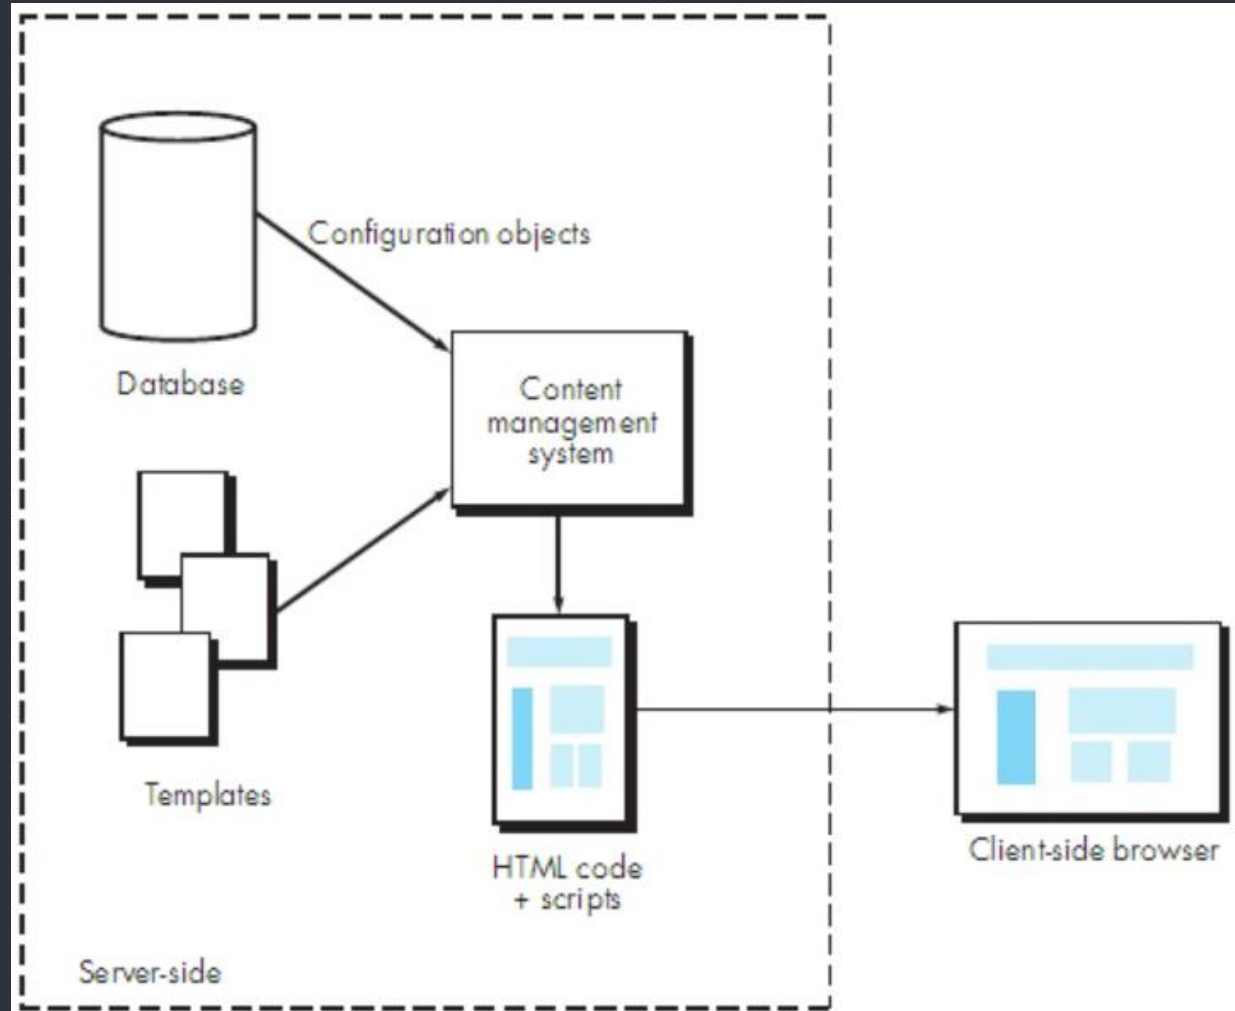 Configuration objects
Database
Content
management
system
Templates
HTML code
+ scripts
Client-side browser
Server-side